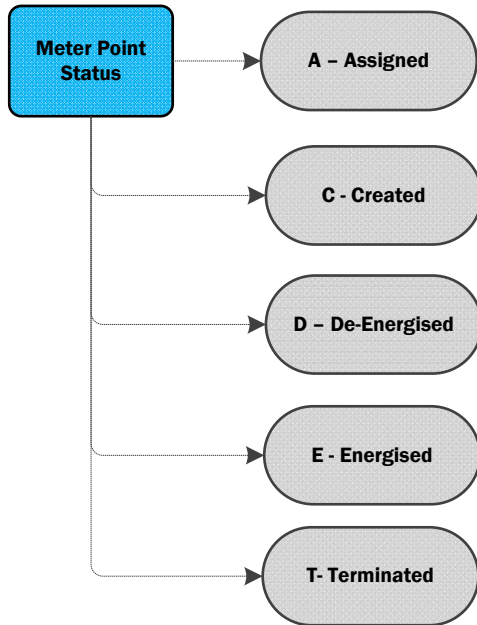 Meter Point
Status
A – Assigned
C - Created
D – De-Energised
E - Energised
T- Terminated